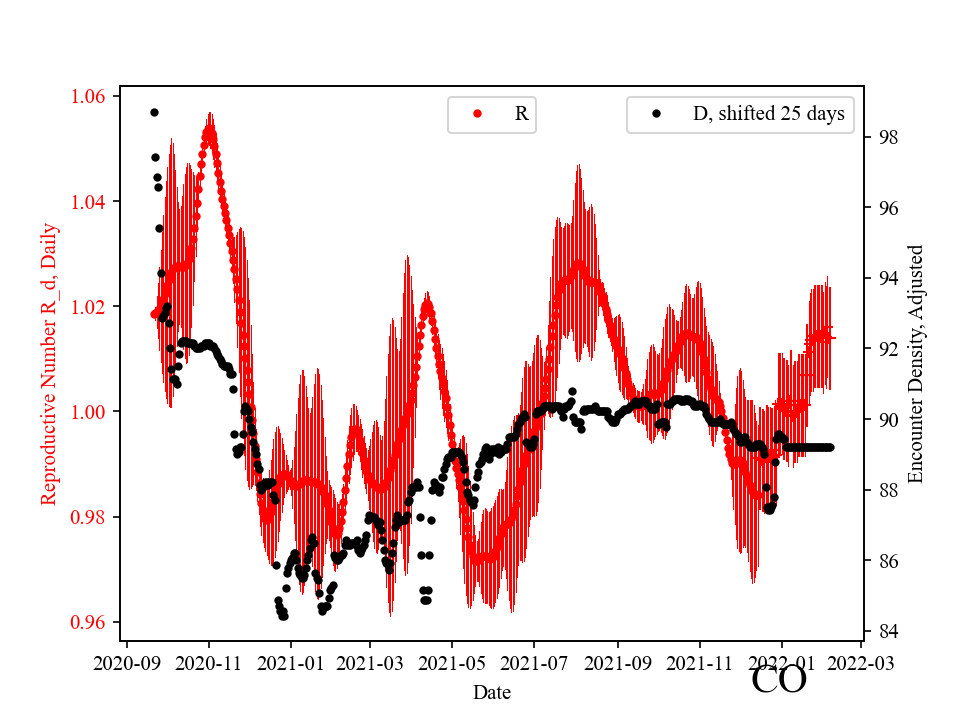 R
D, shifted 25 days
Reproductive Number R_d, Daily
1.06
1.04
1.02
1.00
0.98
0.96
98
96
94
92
90
88
86
84
Encounter Density, Adjusted
2020-09 2020-11 2021-01 2021-03 2021-05 2021-07 2021-09 2021-11 2022-01 2022-03
Date
CO